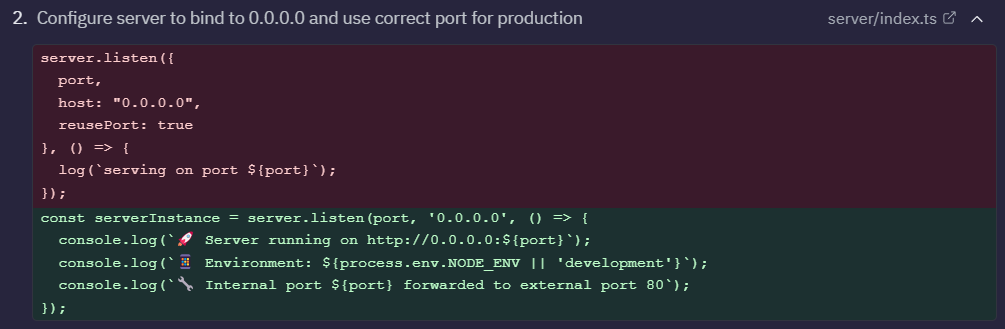 2. Configure server to bind to 0.0.0.0 and use correct port for production server/index.ts
server.listen({
  port,
  host: "0.0.0.0",
  reusePort: true
}, () => {
  log(`serving on port ${port}`);
});
const serverInstance = server.listen(port, '0.0.0.0', () => {
  console.log(`🚀 Server running on http://0.0.0.0:${port}`);
  console.log(`🧮 Environment: ${process.env.NODE_ENV || 'development'}`);
  console.log(`🔧 Internal port ${port} forwarded to external port 80`);
});